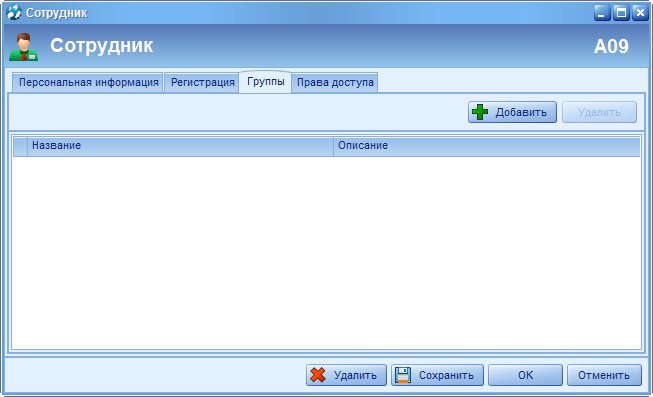 Сотрудник
Сотрудник A09
Персональная информация Регистрация Группы Права доступа
Добавить Удалить
Название Описание
Удалить Сохранить OK Отменить